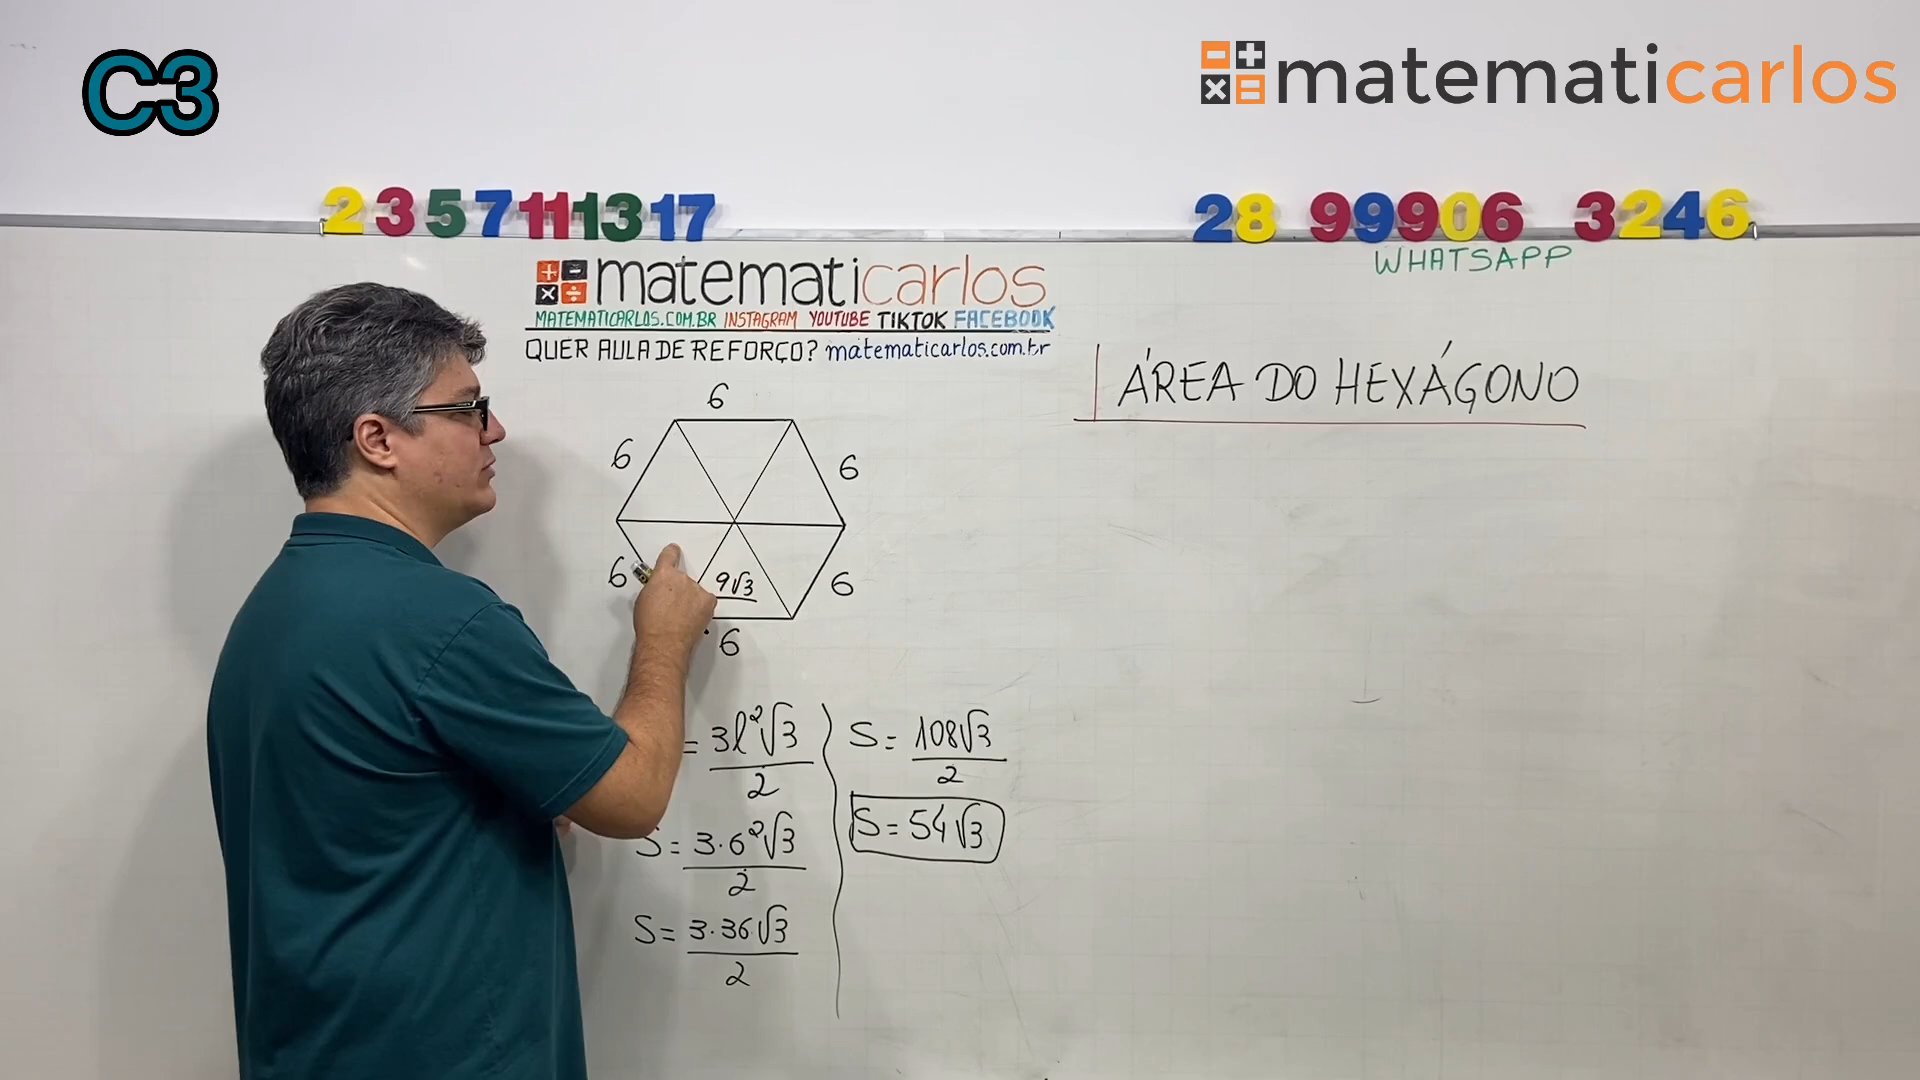 C3
matematicarlos
2 3 5 7 11 13 17
28 99906 3246
WHATSAPP
matematicarlos
MATEMATICARLOS.COM.BR INSTAGRAM YOUTUBE TIKTOK FACEBOOK
QUER AULA DE REFORÇO? matematicarlos.com.br
ÁREA DO HEXÁGONO
6
6
6
6
9√3
6
6
= 3l²√3 / 2
S = 3·6²√3 / 2
S = 3·36√3 / 2
S = 108√3 / 2
S = 54√3